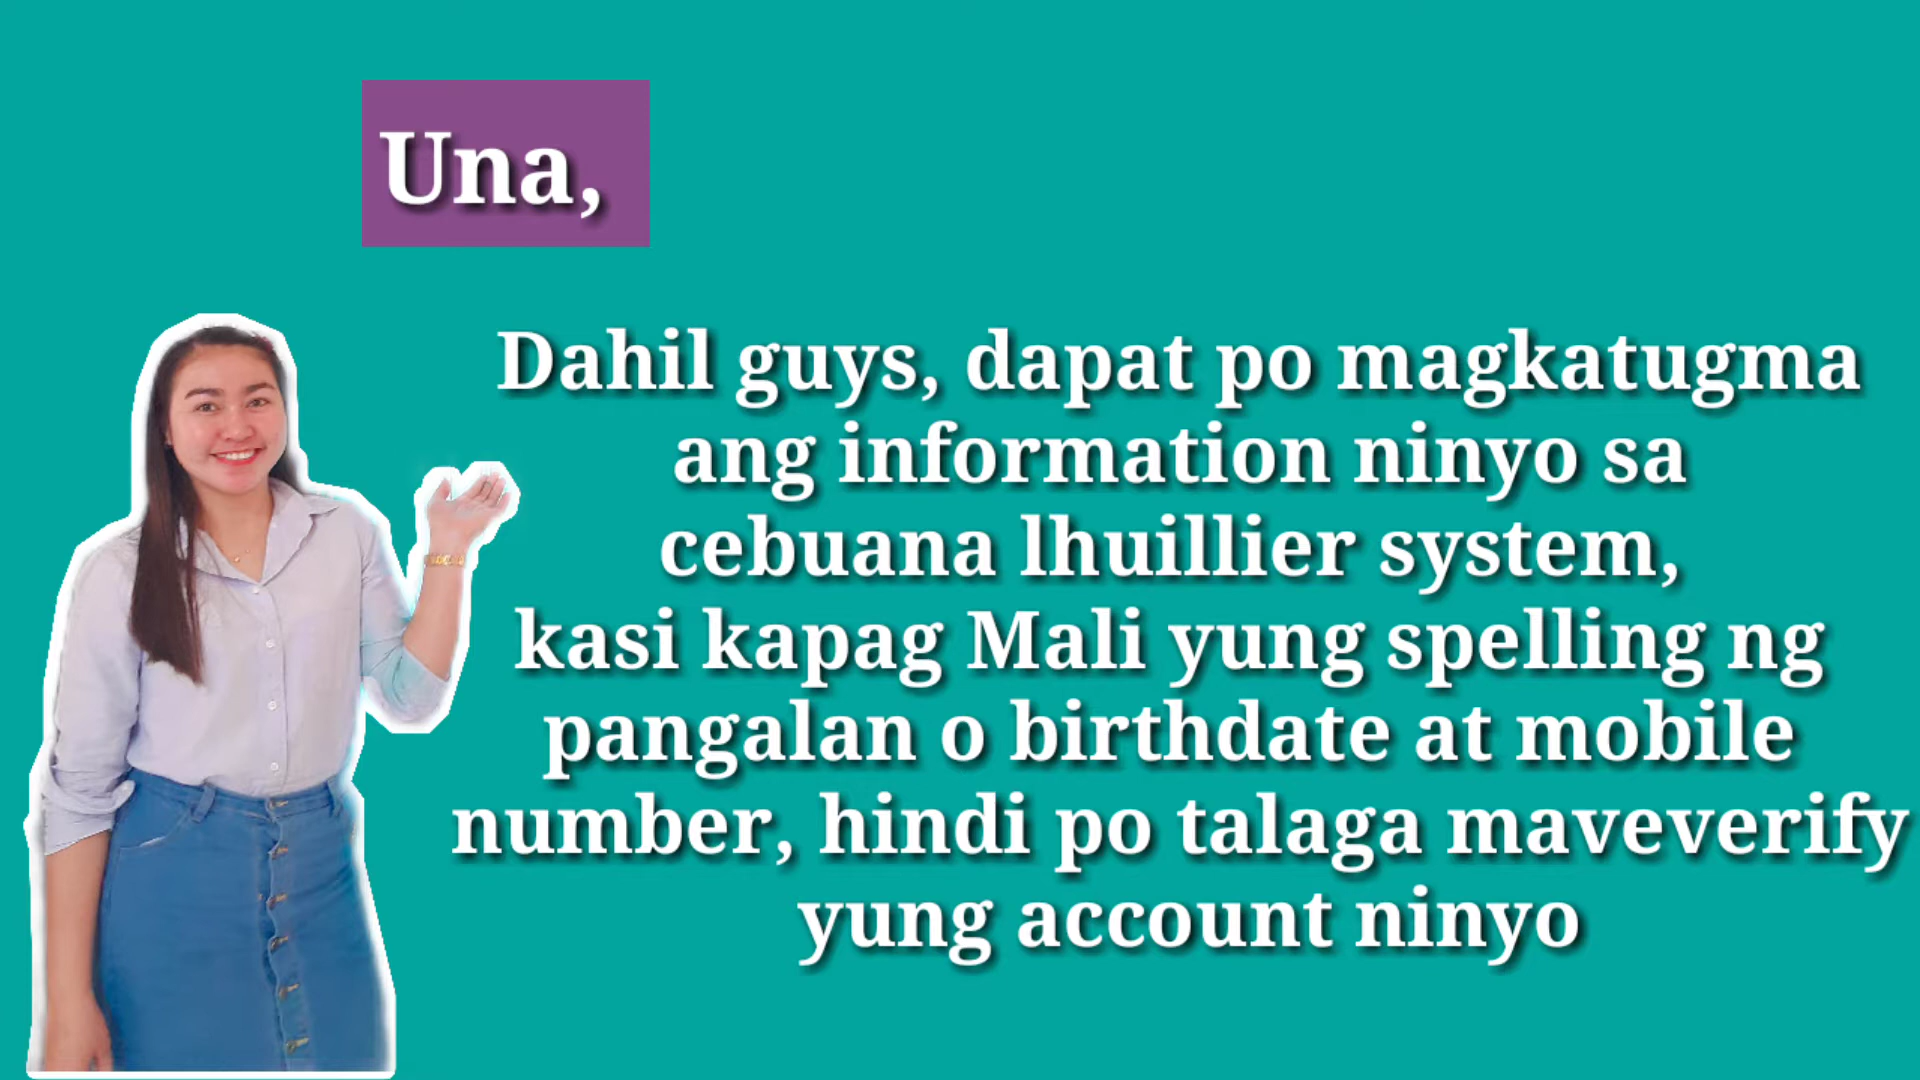 Una,
Dahil guys, dapat po magkatugma
ang information ninyo sa
cebuana lhuillier system,
kasi kapag Mali yung spelling ng
pangalan o birthdate at mobile
number, hindi po talaga maveverify
yung account ninyo